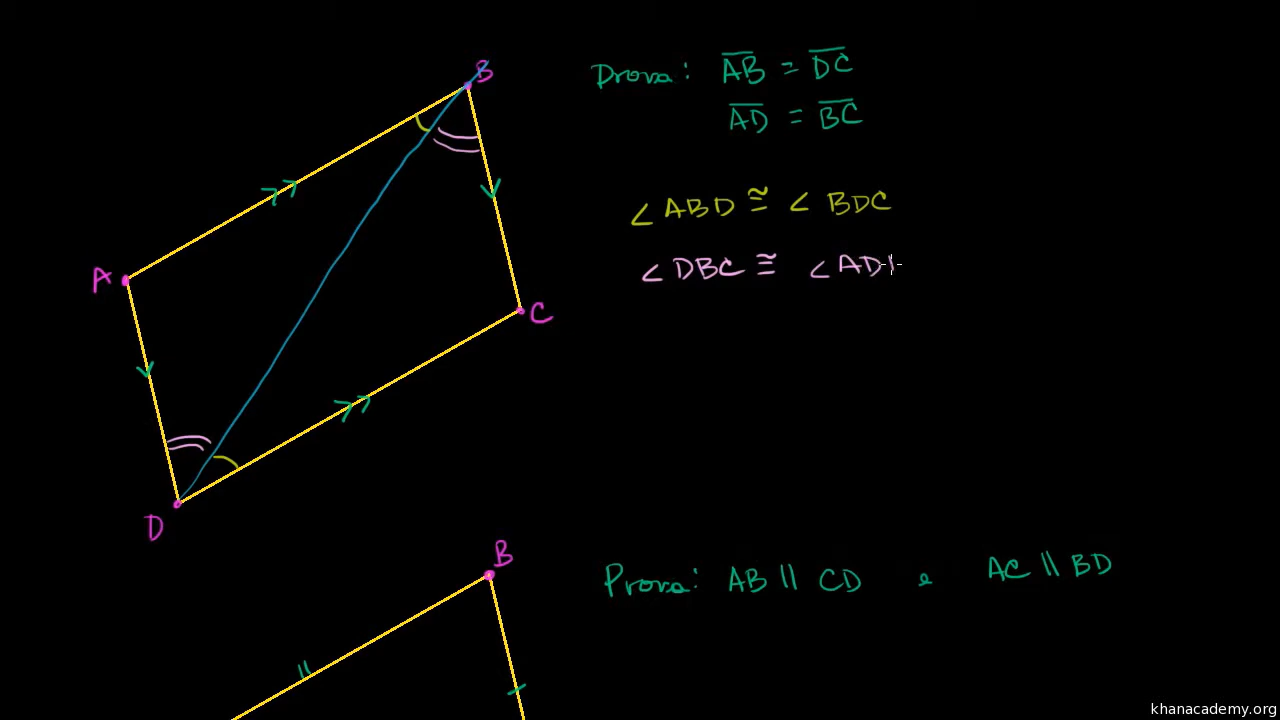 B
Prova: AB = DC
AD = BC
∠ABD ≅ ∠BDC
∠DBC ≅ ∠AD
A
C
D
B
Prova: AB || CD e AC || BD
khanacademy.org